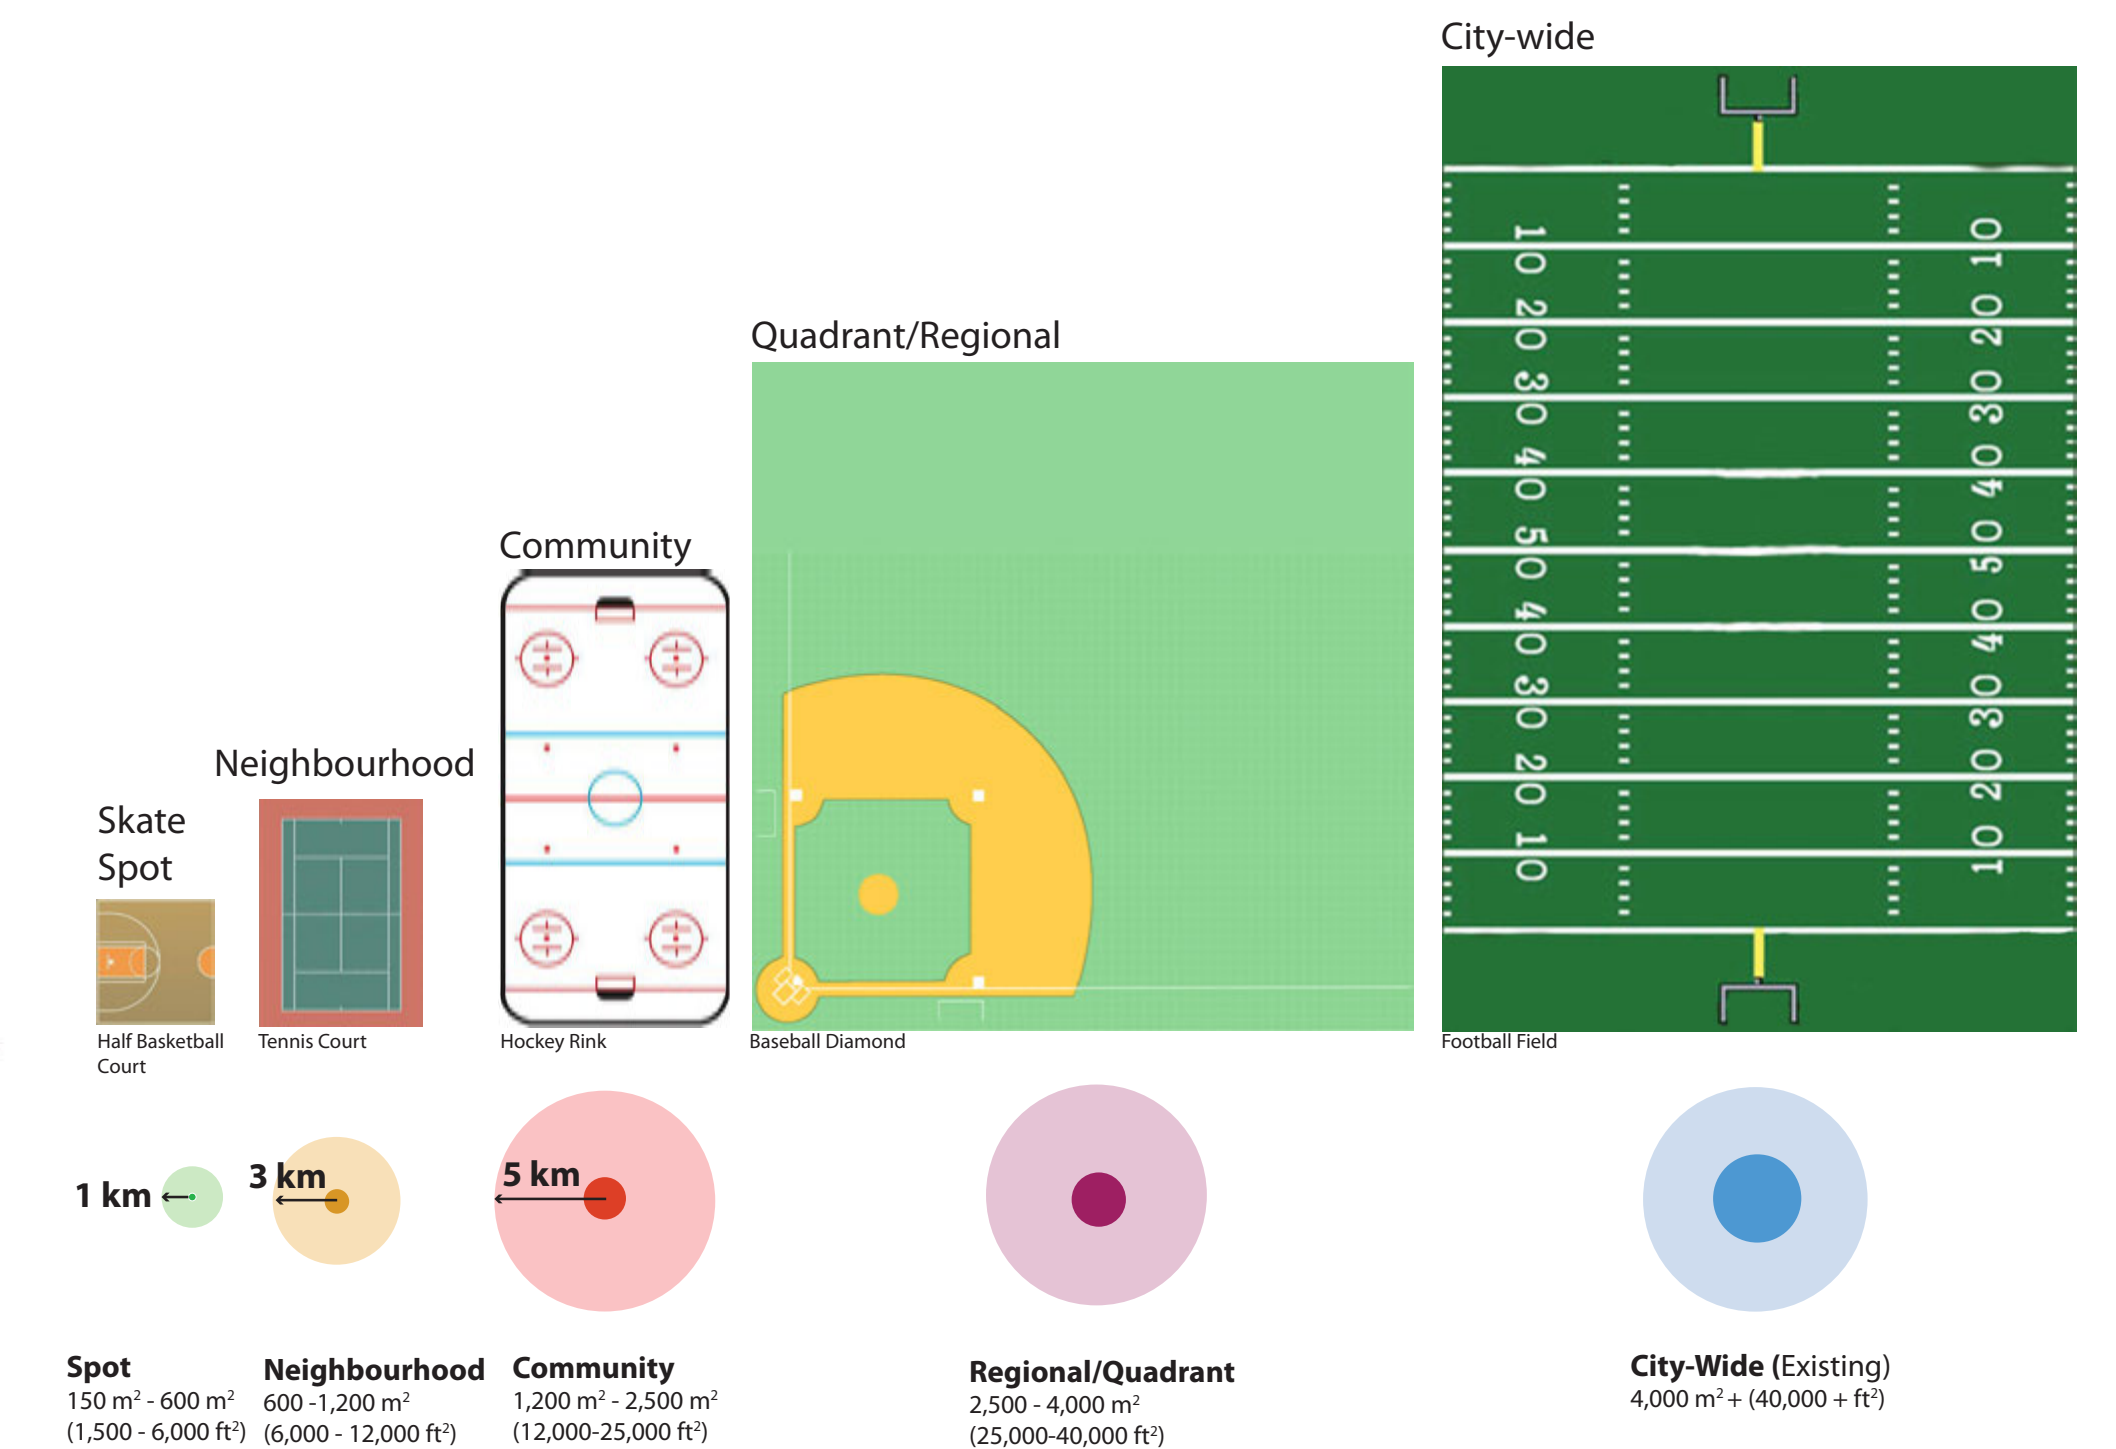 City-wide
Quadrant/Regional
Community
Neighbourhood
Skate
Spot
10 10
20 20
30 30
40 40
50 50
40 40
30 30
20 20
10 10
Half Basketball
Court
Tennis Court
Hockey Rink
Baseball Diamond
Football Field
1 km
3 km
5 km
Spot
150 m² - 600 m²
(1,500 - 6,000 ft²)
Neighbourhood
600 -1,200 m²
(6,000 - 12,000 ft²)
Community
1,200 m² - 2,500 m²
(12,000-25,000 ft²)
Regional/Quadrant
2,500 - 4,000 m²
(25,000-40,000 ft²)
City-Wide (Existing)
4,000 m² + (40,000 + ft²)